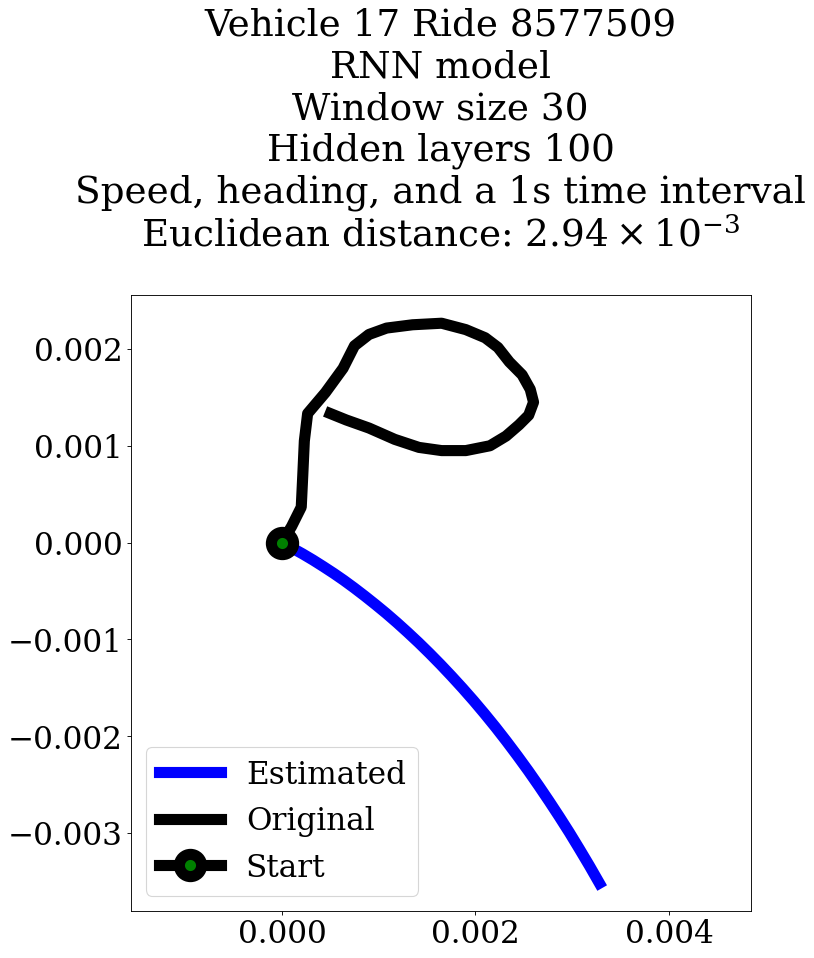 Vehicle 17 Ride 8577509
RNN model
Window size 30
Hidden layers 100
Speed, heading, and a 1s time interval
Euclidean distance: 2.94 × 10⁻³
0.002
0.001
0.000
−0.001
−0.002
−0.003
Estimated
Original
Start
0.000 0.002 0.004